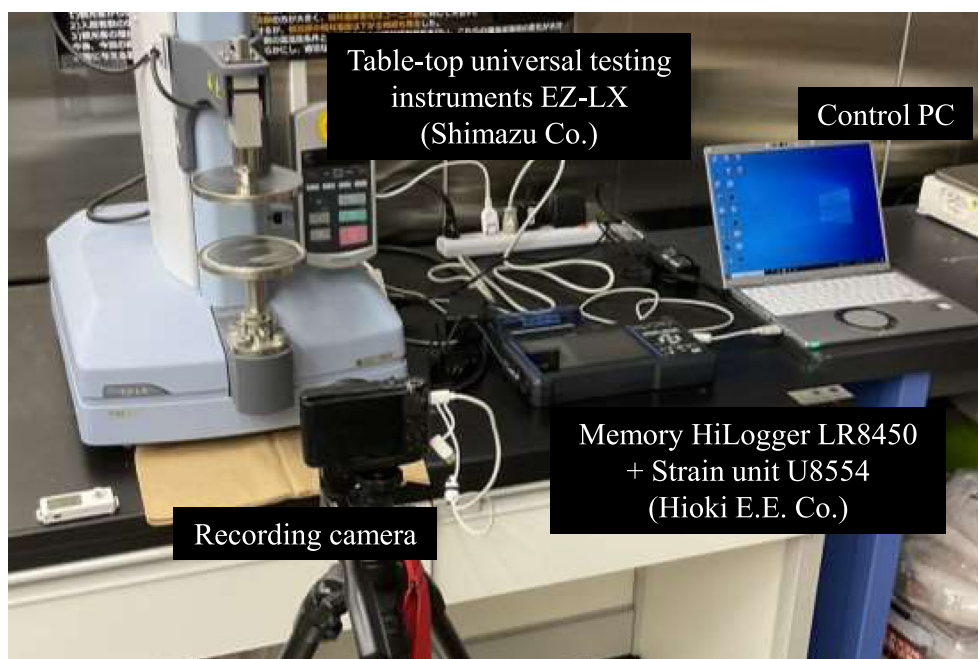 Table-top universal testing
instruments EZ-LX
(Shimazu Co.)
Control PC
Memory HiLogger LR8450
+ Strain unit U8554
(Hioki E.E. Co.)
Recording camera